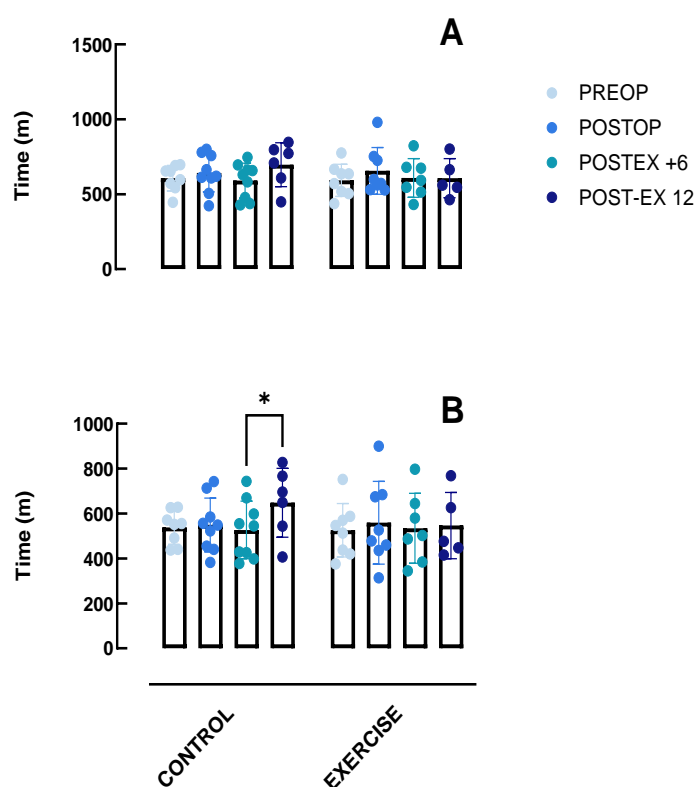 A
1500
1000
500
0
Time (m)
PREOP
POSTOP
POSTEX +6
POST-EX 12
B
*
1000
800
600
400
200
0
Time (m)
CONTROL
EXERCISE